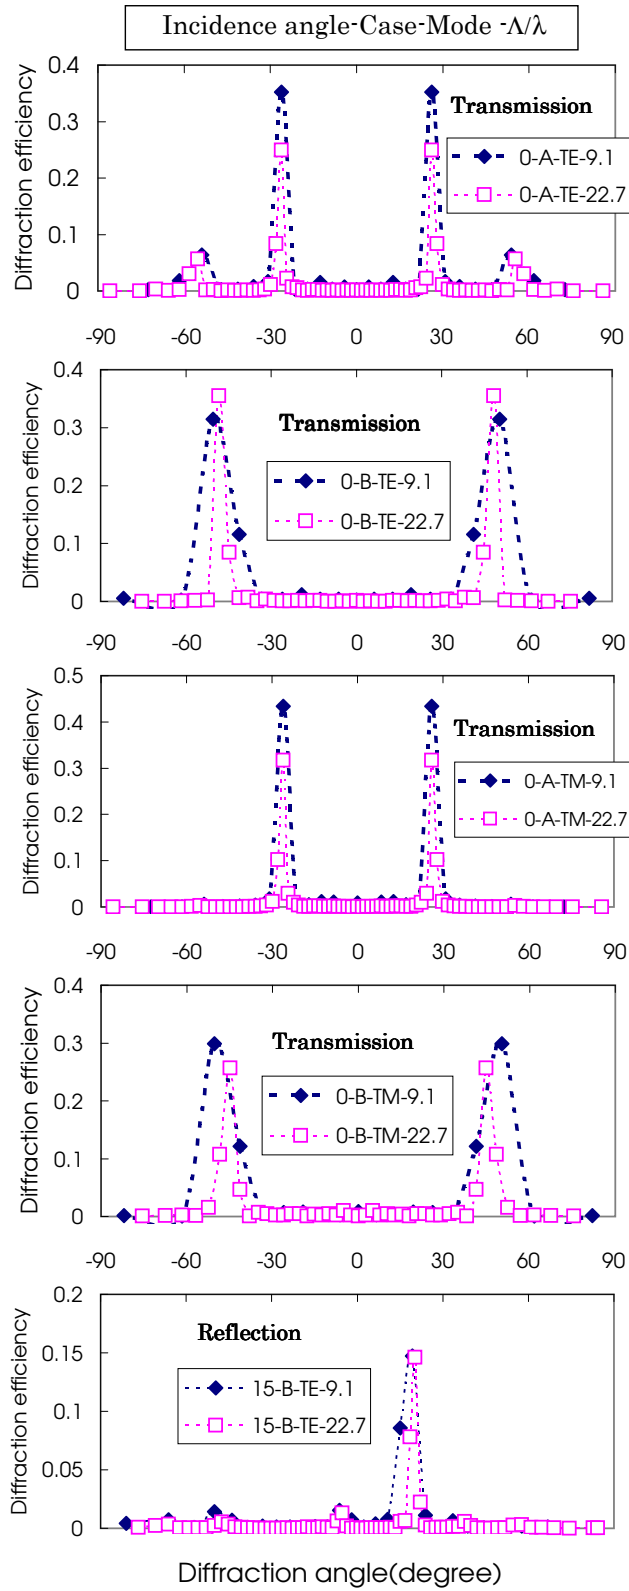 Incidence angle-Case-Mode -Λ/λ
Diffraction efficiency
0.4
0.3
0.2
0.1
0
Transmission
0-A-TE-9.1
0-A-TE-22.7
-90 -60 -30 0 30 60 90
Diffraction efficiency
0.4
0.3
0.2
0.1
0
Transmission
0-B-TE-9.1
0-B-TE-22.7
-90 -60 -30 0 30 60 90
Diffraction efficiency
0.5
0.4
0.3
0.2
0.1
0
Transmission
0-A-TM-9.1
0-A-TM-22.7
-90 -60 -30 0 30 60 90
Diffraction efficiency
0.4
0.3
0.2
0.1
0
Transmission
0-B-TM-9.1
0-B-TM-22.7
-90 -60 -30 0 30 60 90
Diffraction efficiency
0.2
0.15
0.1
0.05
0
Reflection
15-B-TE-9.1
15-B-TE-22.7
-90 -60 -30 0 30 60 90
Diffraction angle(degree)